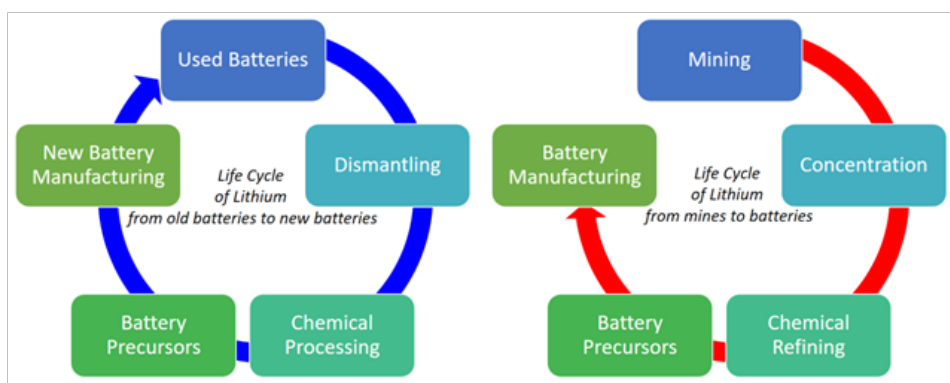 Used Batteries
Dismantling
Chemical
Processing
Battery
Precursors
New Battery
Manufacturing
Life Cycle
of Lithium
from old batteries to new batteries
Mining
Concentration
Chemical
Refining
Battery
Precursors
Battery
Manufacturing
Life Cycle
of Lithium
from mines to batteries